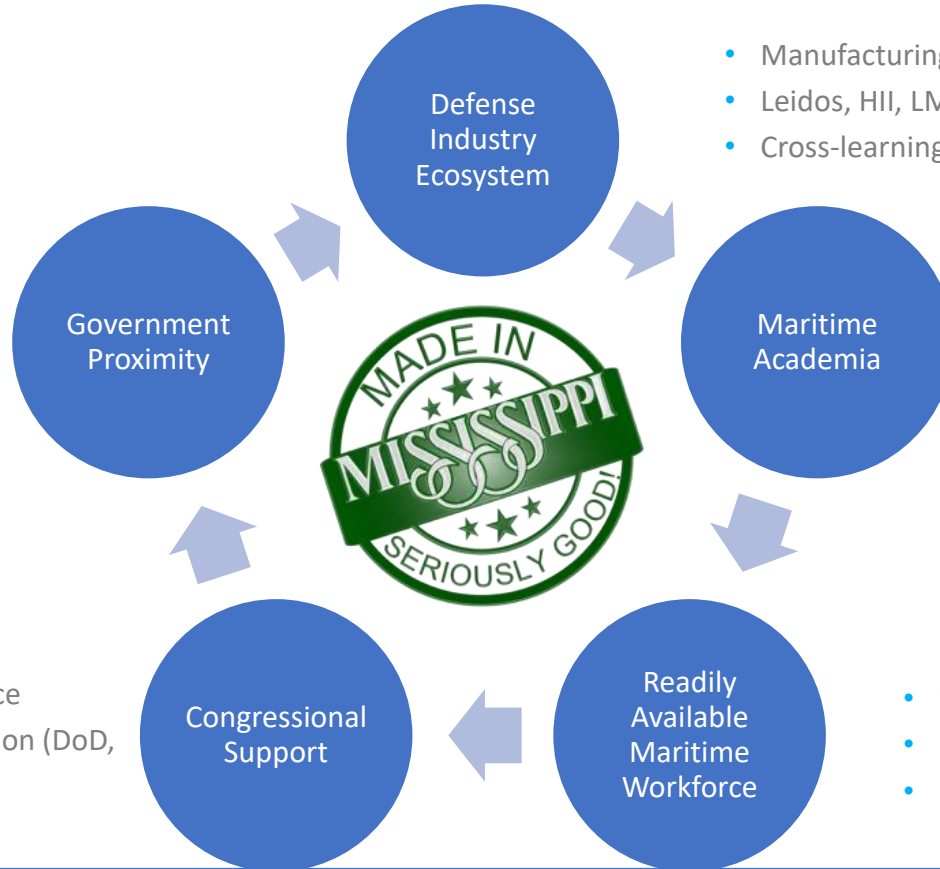 Defense
Industry
Ecosystem
• Manufacturing
• Leidos, HII, LM
• Cross-learning
Government
Proximity
Maritime
Academia
MADE IN
MISSISSIPPI
SERIOUSLY GOOD!
Congressional
Support
Readily
Available
Maritime
Workforce
ce
on (DoD,